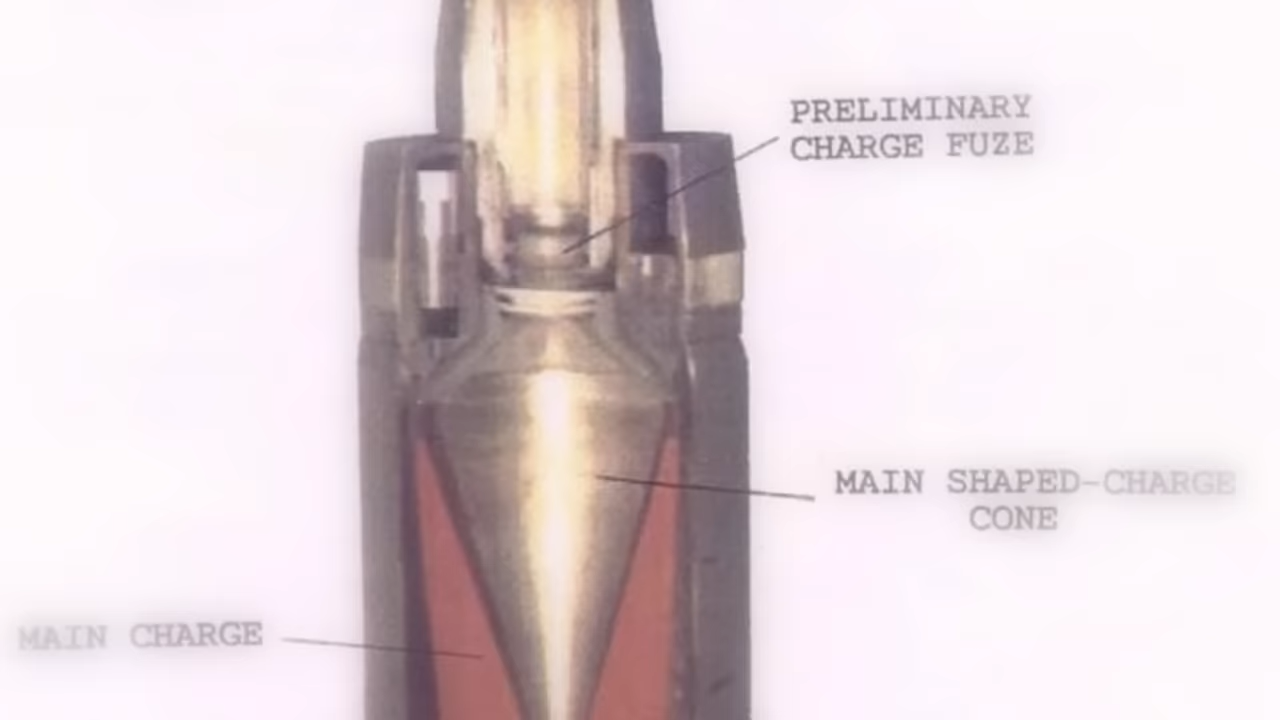 PRELIMINARY
CHARGE FUZE
MAIN SHAPED-CHARGE
CONE
MAIN CHARGE